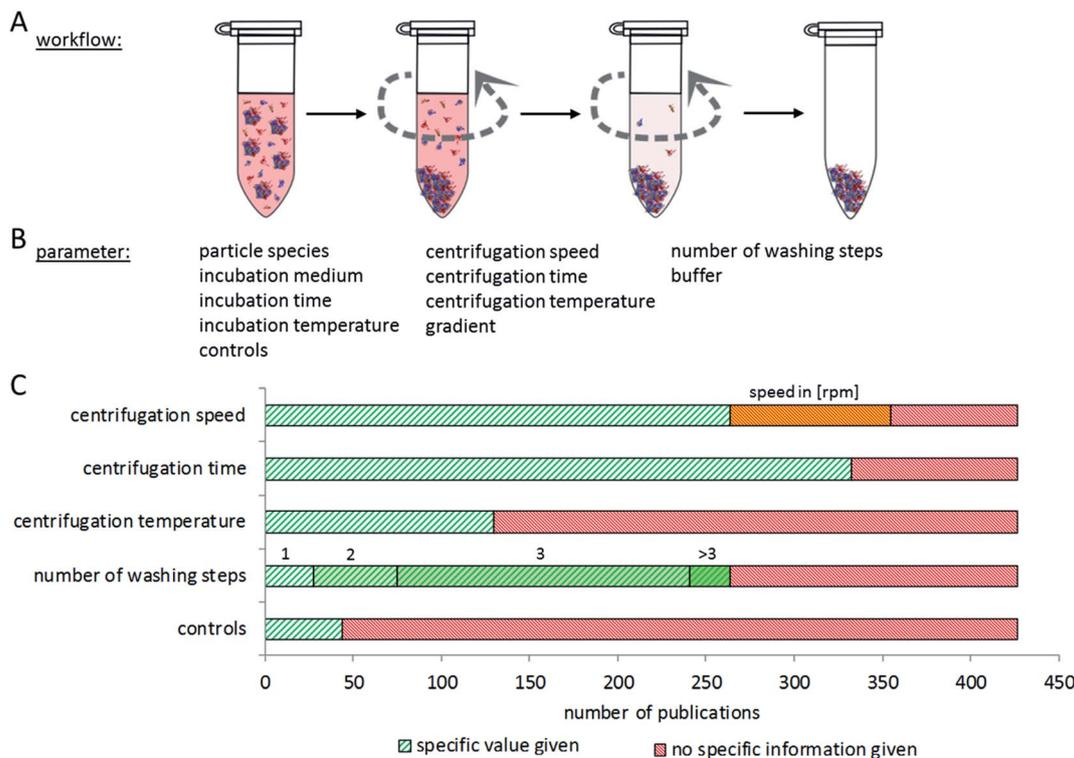 A
workflow:
B
parameter:
particle species
incubation medium
incubation time
incubation temperature
controls
centrifugation speed
centrifugation time
centrifugation temperature
gradient
number of washing steps
buffer
C
speed in [rpm]
centrifugation speed
centrifugation time
centrifugation temperature
1 2 3 >3
number of washing steps
controls
0 50 100 150 200 250 300 350 400 450
number of publications
specific value given
no specific information given